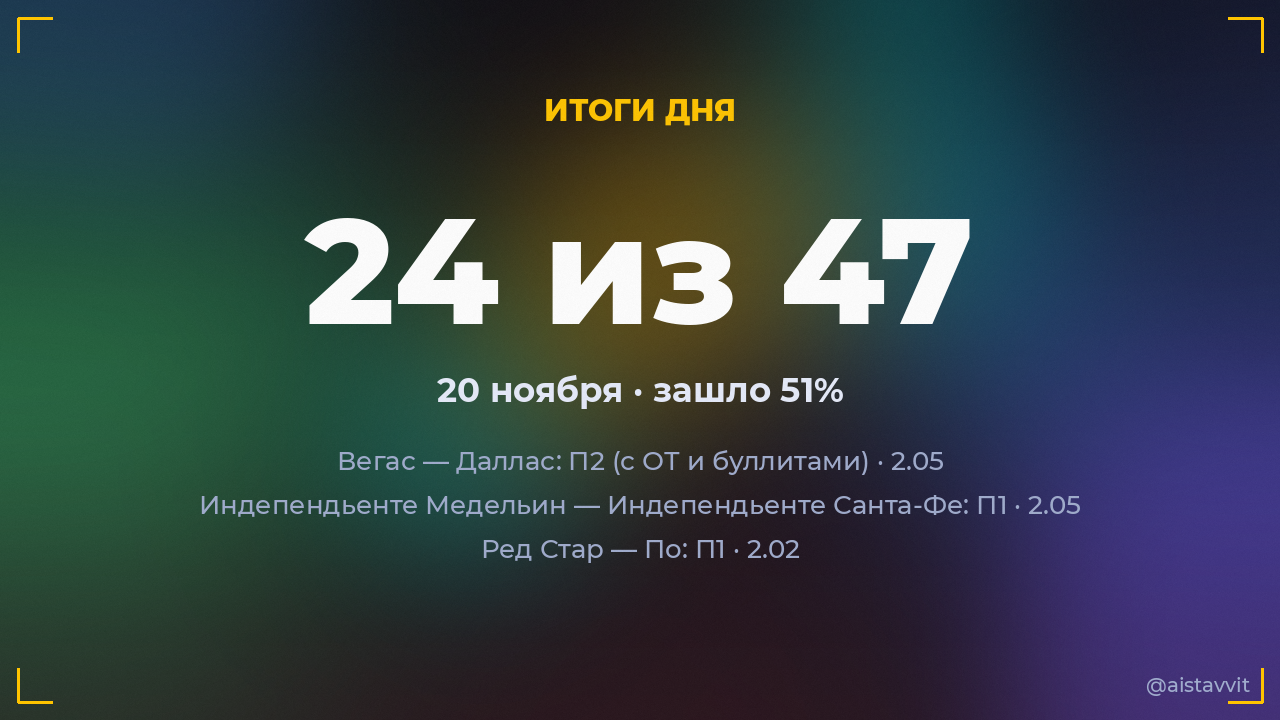 ИТОГИ ДНЯ
24 из 47
20 ноября · зашло 51%
Вегас — Даллас: П2 (с ОТ и буллитами) · 2.05
Индепендьенте Медельин — Индепендьенте Санта-Фе: П1 · 2.05
Ред Стар — По: П1 · 2.02
@aistavvit